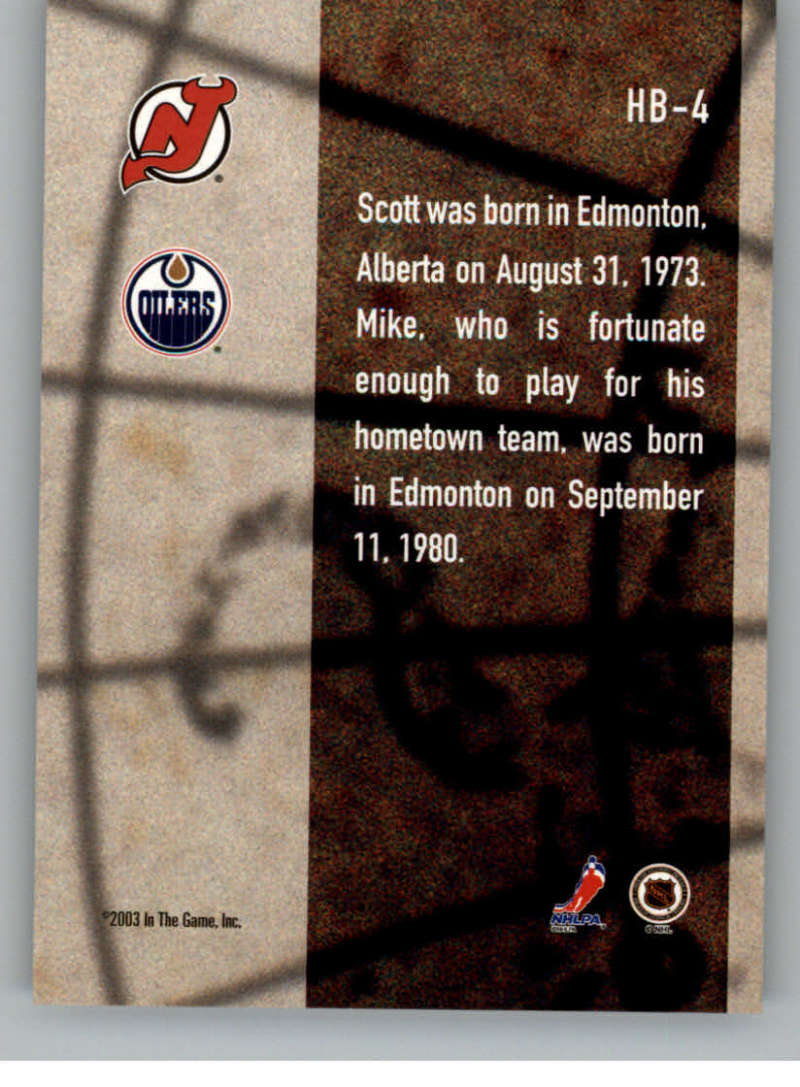 HB-4
Scott was born in Edmonton,
Alberta on August 31, 1973.
Mike, who is fortunate
enough to play for his
hometown team, was born
in Edmonton on September
11, 1980.
OILERS
NHLPA
© NHL
©2003 In The Game, Inc.